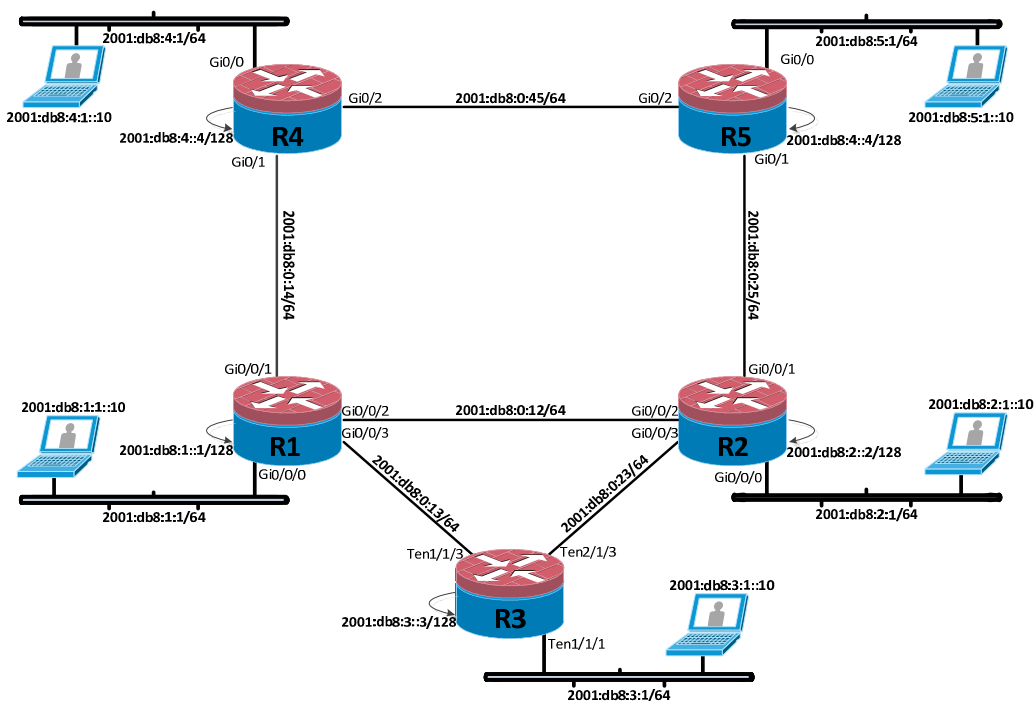 2001:db8:4:1/64
2001:db8:5:1/64
Gi0/0
Gi0/0
2001:db8:4:1::10
Gi0/2
2001:db8:0:45/64
Gi0/2
2001:db8:5:1::10
R4
R5
2001:db8:4::4/128
2001:db8:4::4/128
Gi0/1
Gi0/1
2001:db8:0:14/64
2001:db8:0:25/64
Gi0/0/1
Gi0/0/1
2001:db8:1:1::10
2001:db8:2:1::10
Gi0/0/2
2001:db8:0:12/64
Gi0/0/2
Gi0/0/3
Gi0/0/3
R1
R2
2001:db8:1::1/128
2001:db8:2::2/128
Gi0/0/0
Gi0/0/0
2001:db8:1:1/64
2001:db8:2:1/64
2001:db8:0:13/64
2001:db8:0:23/64
Ten1/1/3
Ten2/1/3
2001:db8:3:1::10
R3
2001:db8:3::3/128
Ten1/1/1
2001:db8:3:1/64